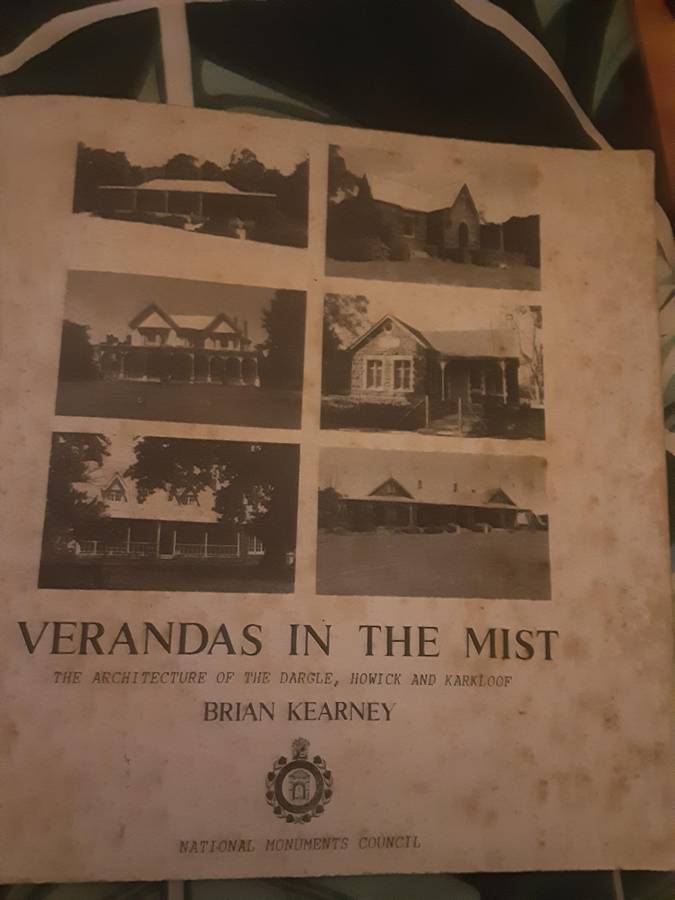 VERANDAS IN THE MIST
THE ARCHITECTURE OF THE DARGLE, HOWICK AND KARKLOOF
BRIAN KEARNEY
NATIONAL MONUMENTS COUNCIL